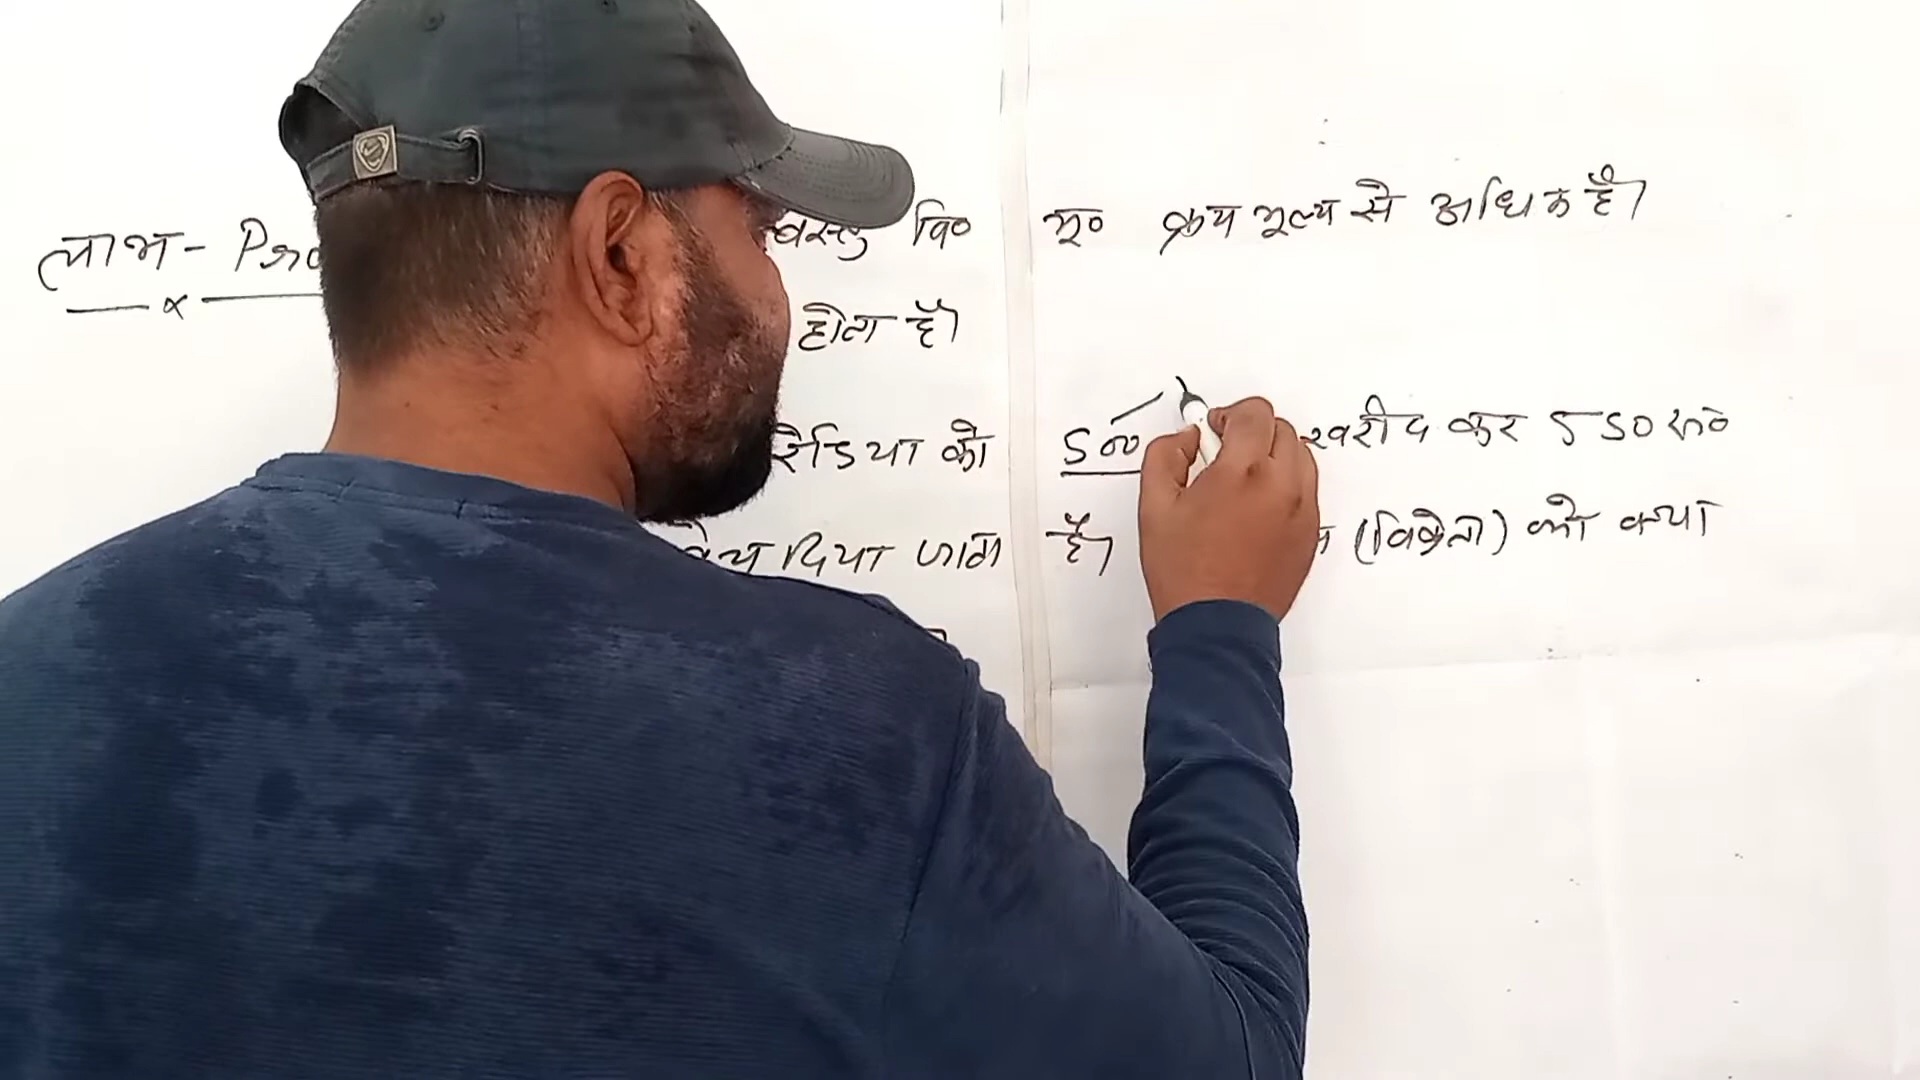 लाभ - Pro वस्तु वि० मू० क्रय मूल्य से अधिक है।
होता है।
रेडिया को 500 खरीद कर 550 रू०
दिया जाता है। (विक्रेता) को क्या